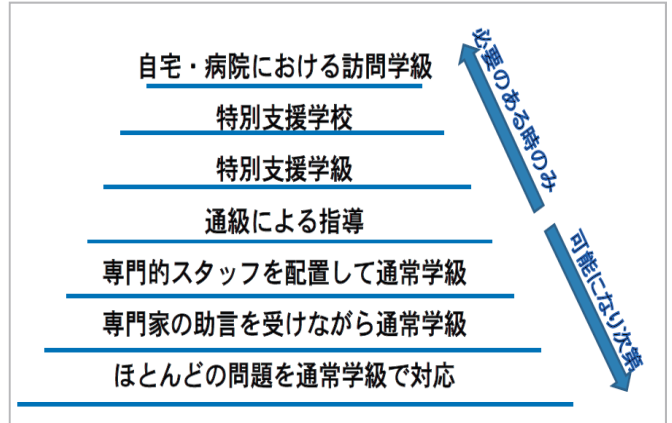 自宅・病院における訪問学級
特別支援学校
特別支援学級
通級による指導
専門的スタッフを配置して通常学級
専門家の助言を受けながら通常学級
ほとんどの問題を通常学級で対応
必要のある時のみ
可能になり次第